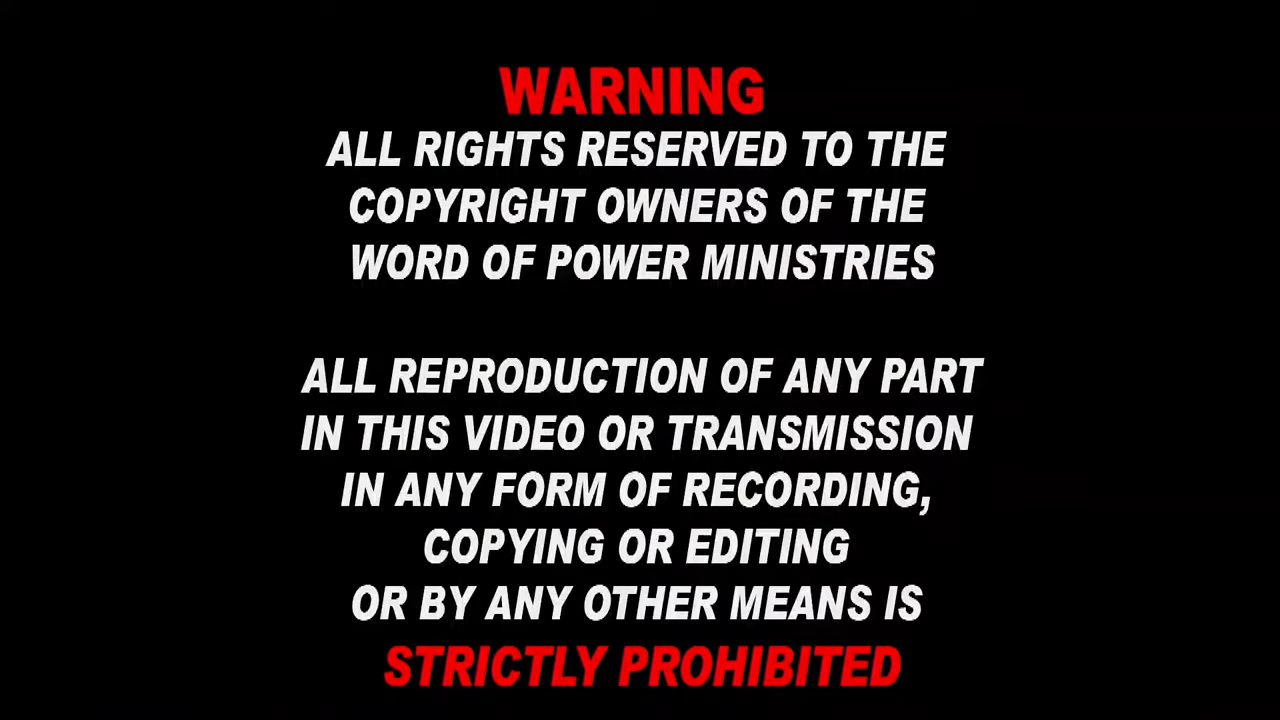 WARNING
ALL RIGHTS RESERVED TO THE
COPYRIGHT OWNERS OF THE
WORD OF POWER MINISTRIES
ALL REPRODUCTION OF ANY PART
IN THIS VIDEO OR TRANSMISSION
IN ANY FORM OF RECORDING,
COPYING OR EDITING
OR BY ANY OTHER MEANS IS
STRICTLY PROHIBITED